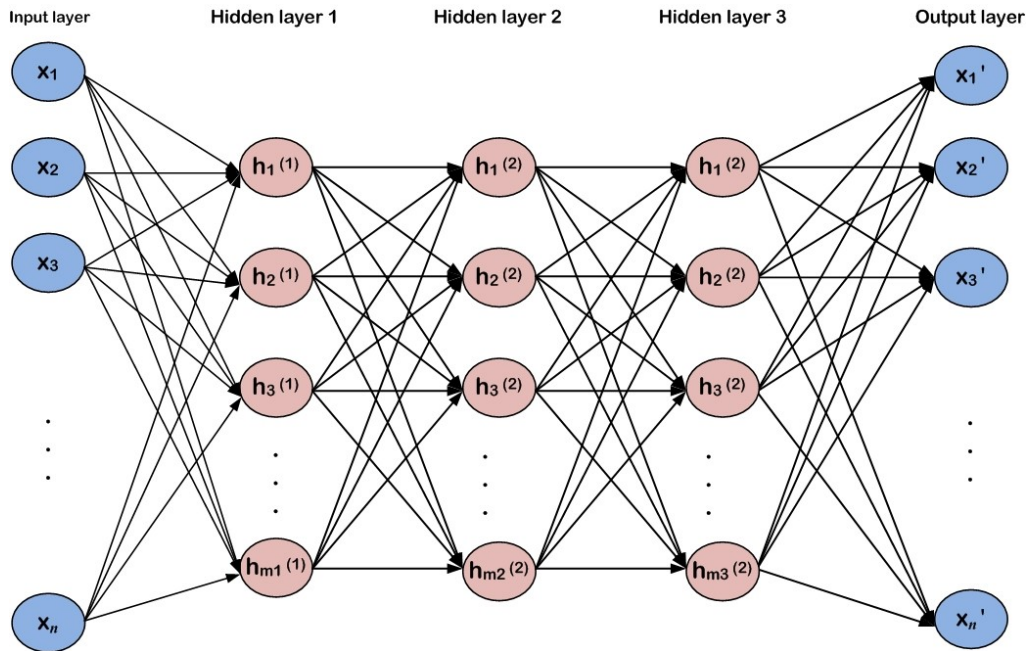 Input layer Hidden layer 1 Hidden layer 2 Hidden layer 3 Output layer
x₁ x₁'
x₂ h₁⁽¹⁾ h₁⁽²⁾ h₁⁽²⁾ x₂'
x₃ h₂⁽¹⁾ h₂⁽²⁾ h₂⁽²⁾ x₃'
h₃⁽¹⁾ h₃⁽²⁾ h₃⁽²⁾
hm1⁽¹⁾ hm2⁽²⁾ hm3⁽²⁾
xn xn'